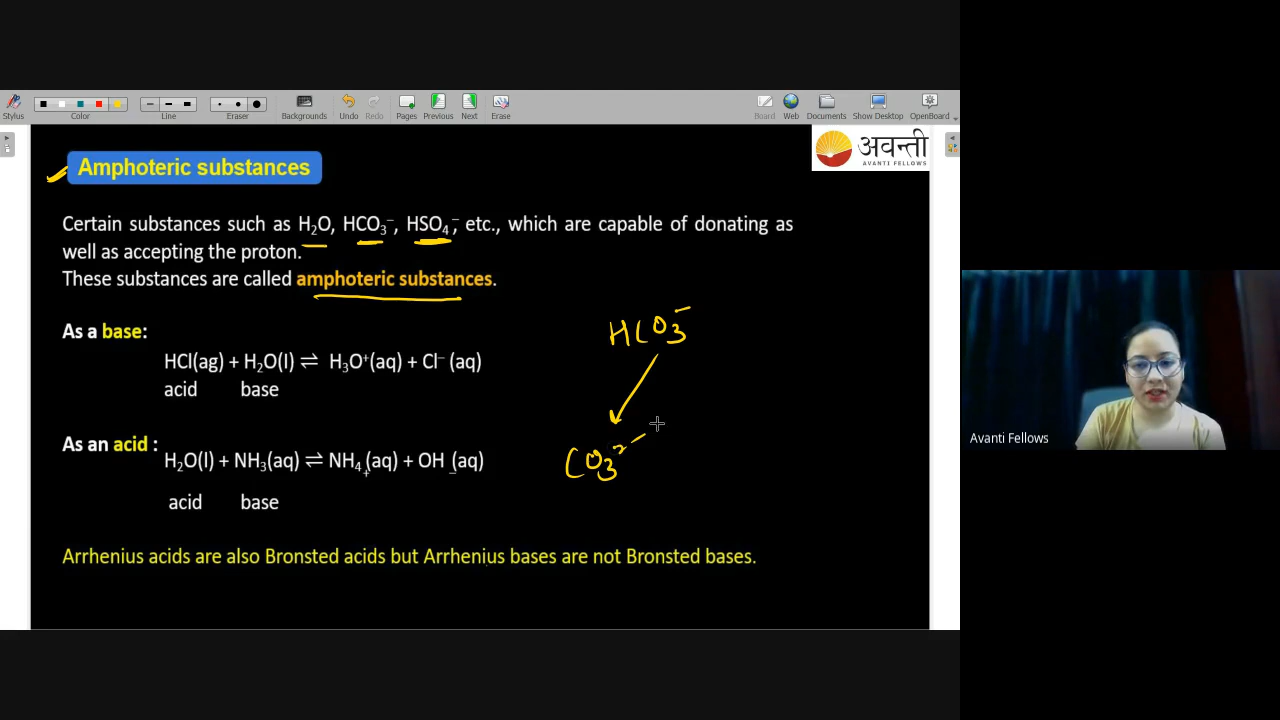 Stylus
Color
Line
Eraser
Backgrounds
Undo
Redo
Pages
Previous
Next
Erase
Board
Web
Documents
Show Desktop
OpenBoard
अवन्ती
AVANTI FELLOWS
Amphoteric substances
Certain substances such as H₂O, HCO₃⁻, HSO₄⁻, etc., which are capable of donating as
well as accepting the proton.
These substances are called amphoteric substances.
HCO₃⁻
As a base:
HCl(ag) + H₂O(l) ⇌ H₃O⁺(aq) + Cl⁻ (aq)
acid base
CO₃²⁻
As an acid :
H₂O(l) + NH₃(aq) ⇌ NH₄₊(aq) + OH ₋(aq)
acid base
Arrhenius acids are also Bronsted acids but Arrhenius bases are not Bronsted bases.
Avanti Fellows